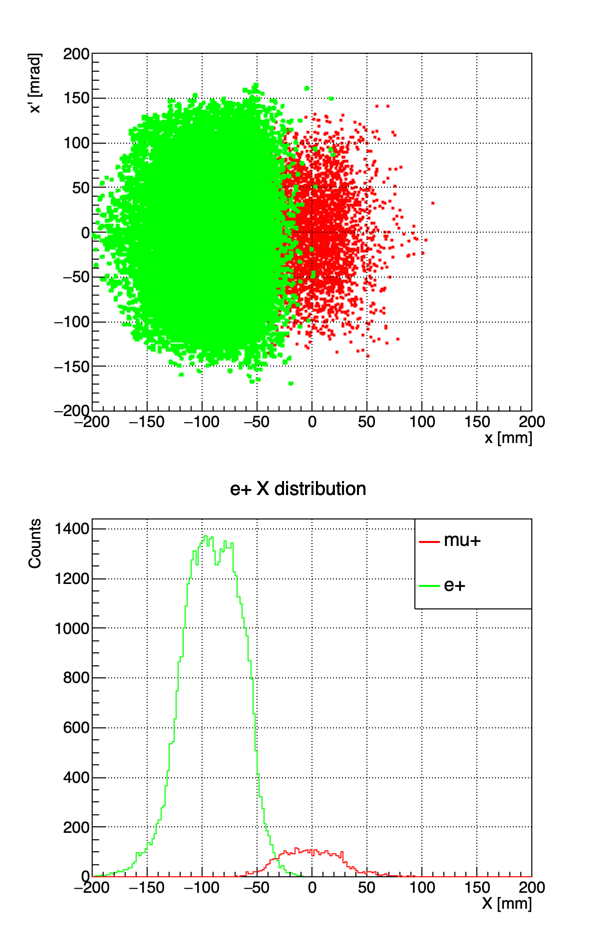 x' [mrad]
200
150
100
50
0
−50
−100
−150
−200
−200 −150 −100 −50 0 50 100 150 200
x [mm]
e+ X distribution
Counts
1400
1200
1000
800
600
400
200
0
mu+
e+
−200 −150 −100 −50 0 50 100 150 200
X [mm]